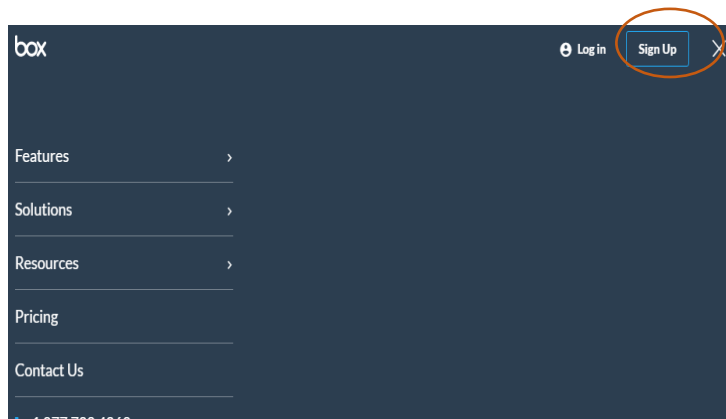 box
Log in
Sign Up
Features
Solutions
Resources
Pricing
Contact Us